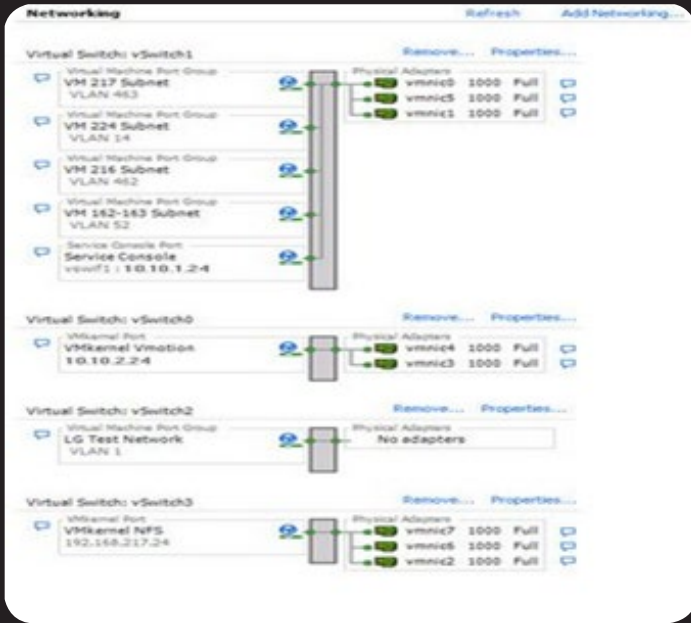 Networking Refresh Add Networking...
Virtual Switch: vSwitch1 Remove... Properties...
Virtual Machine Port Group Physical Adapters
VM 217 Subnet vmnic0 1000 Full
VLAN 463 vmnic5 1000 Full
vmnic1 1000 Full
Virtual Machine Port Group
VM 224 Subnet
VLAN 14
Virtual Machine Port Group
VM 216 Subnet
VLAN 462
Virtual Machine Port Group
VM 162-163 Subnet
VLAN 52
Service Console Port
Service Console
vswif1 : 10.10.1.24
Virtual Switch: vSwitch0 Remove... Properties...
VMkernel Port Physical Adapters
VMkernel Vmotion vmnic4 1000 Full
10.10.2.24 vmnic3 1000 Full
Virtual Switch: vSwitch2 Remove... Properties...
Virtual Machine Port Group Physical Adapters
LG Test Network No adapters
VLAN 1
Virtual Switch: vSwitch3 Remove... Properties...
VMkernel Port Physical Adapters
VMkernel NFS vmnic7 1000 Full
192.168.217.24 vmnic6 1000 Full
vmnic2 1000 Full